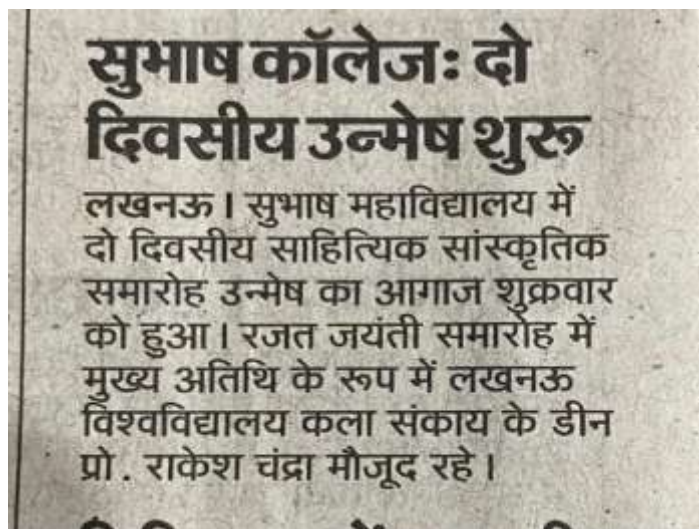 सुभाष कॉलेज: दो
दिवसीय उन्मेष शुरू
लखनऊ। सुभाष महाविद्यालय में
दो दिवसीय साहित्यिक सांस्कृतिक
समारोह उन्मेष का आगाज शुक्रवार
को हुआ। रजत जयंती समारोह में
मुख्य अतिथि के रूप में लखनऊ
विश्वविद्यालय कला संकाय के डीन
प्रो. राकेश चंद्रा मौजूद रहे।